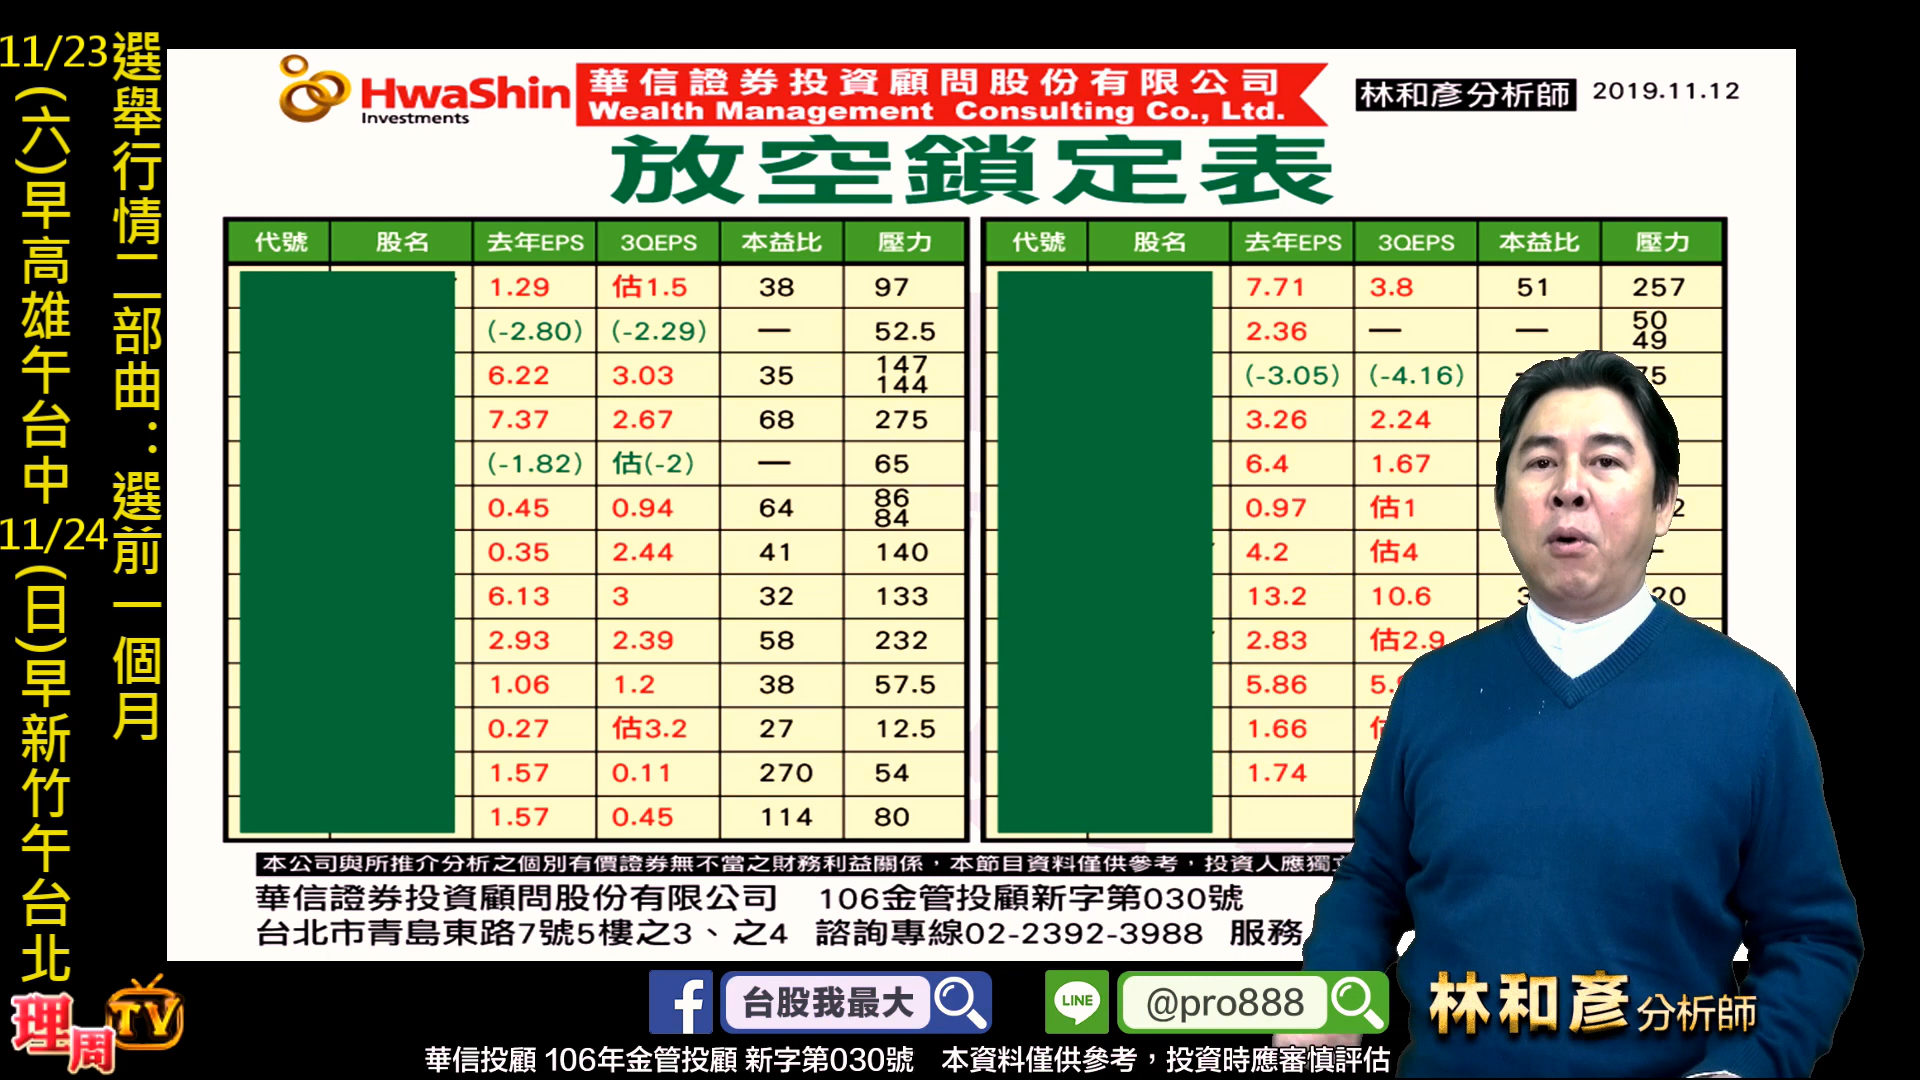 11/23(六)早高雄午台中 11/24(日)早新竹午台北
選舉行情二部曲：選前一個月
HwaShin
Investments
華信證券投資顧問股份有限公司
Wealth Management Consulting Co., Ltd.
林和彥分析師 2019.11.12
放空鎖定表
代號 股名 去年EPS 3QEPS 本益比 壓力
1.29 估1.5 38 97
(-2.80) (-2.29) — 52.5
6.22 3.03 35 147 144
7.37 2.67 68 275
(-1.82) 估(-2) — 65
0.45 0.94 64 86 84
0.35 2.44 41 140
6.13 3 32 133
2.93 2.39 58 232
1.06 1.2 38 57.5
0.27 估3.2 27 12.5
1.57 0.11 270 54
1.57 0.45 114 80
代號 股名 去年EPS 3QEPS 本益比 壓力
7.71 3.8 51 257
2.36 — — 50 49
(-3.05) (-4.16)
3.26 2.24
6.4 1.67
0.97 估1
4.2 估4
13.2 10.6
2.83 估2.9
5.86
1.66
1.74
本公司與所推介分析之個別有價證券無不當之財務利益關係，本節目資料僅供參考，投資人應獨
華信證券投資顧問股份有限公司 106金管投顧新字第030號
台北市青島東路7號5樓之3、之4 諮詢專線02-2392-3988 服務
理周TV
台股我最大
LINE
@pro888
林和彥分析師
華信投顧 106年金管投顧 新字第030號 本資料僅供參考，投資時應審慎評估